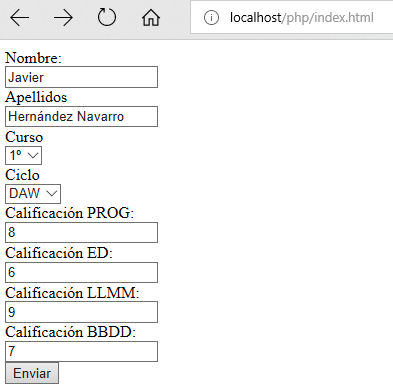 localhost/php/index.html
Nombre:
Javier
Apellidos
Hernández Navarro
Curso
1º
Ciclo
DAW
Calificación PROG:
8
Calificación ED:
6
Calificación LLMM:
9
Calificación BBDD:
7
Enviar